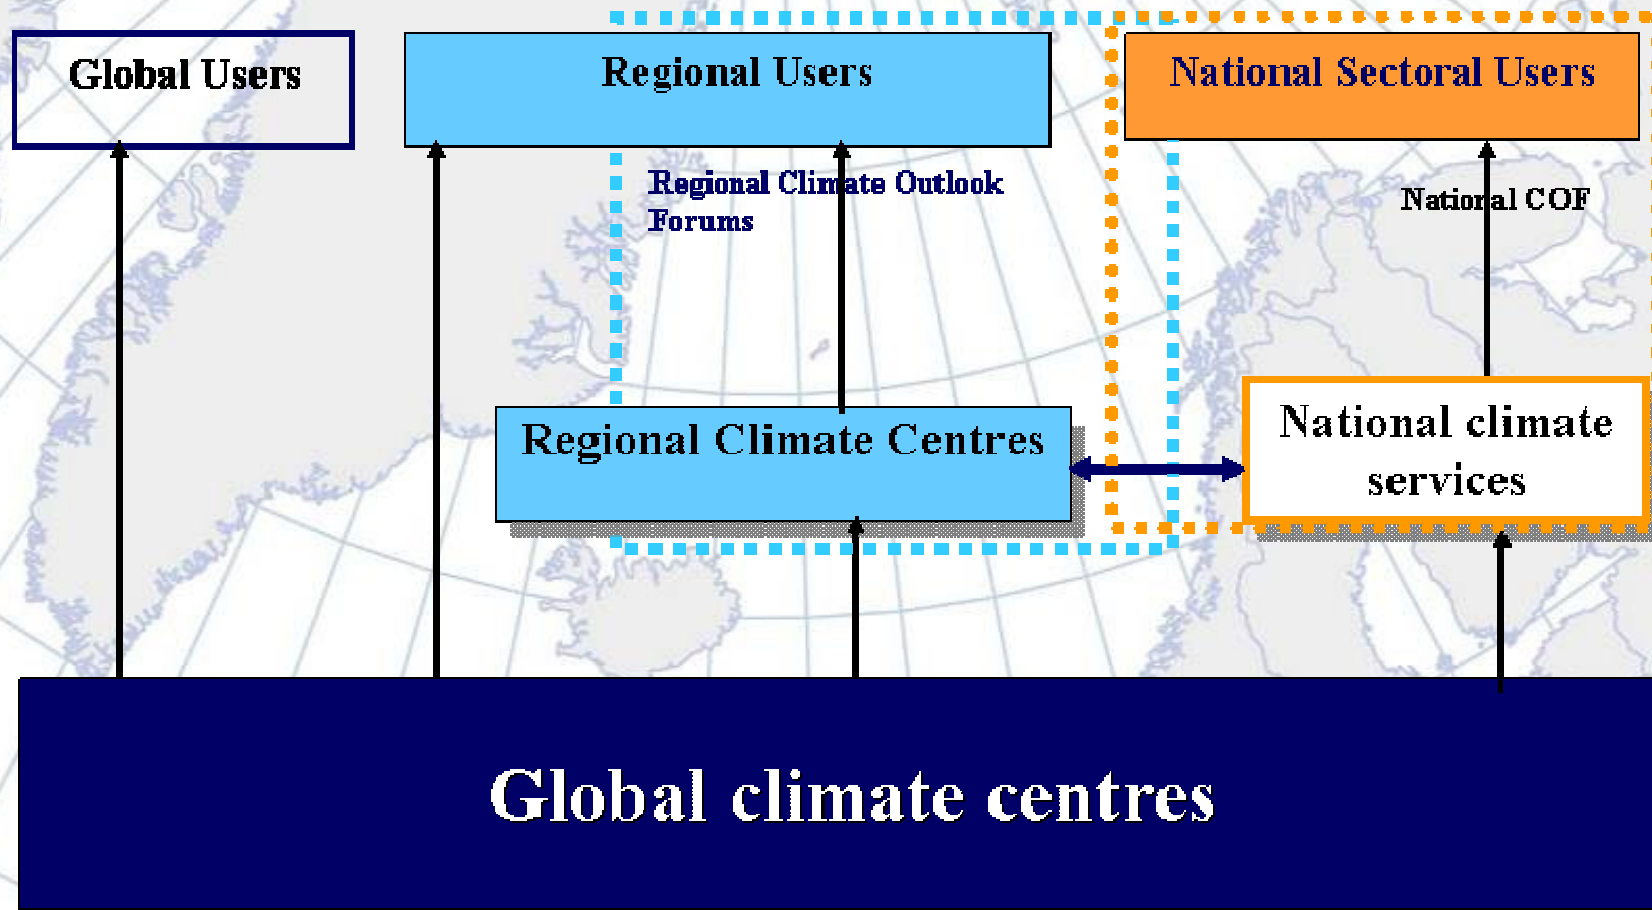 Global Users
Regional Users
National Sectoral Users
Regional Climate Outlook
Forums
National COF
Regional Climate Centres
National climate
services
Global climate centres